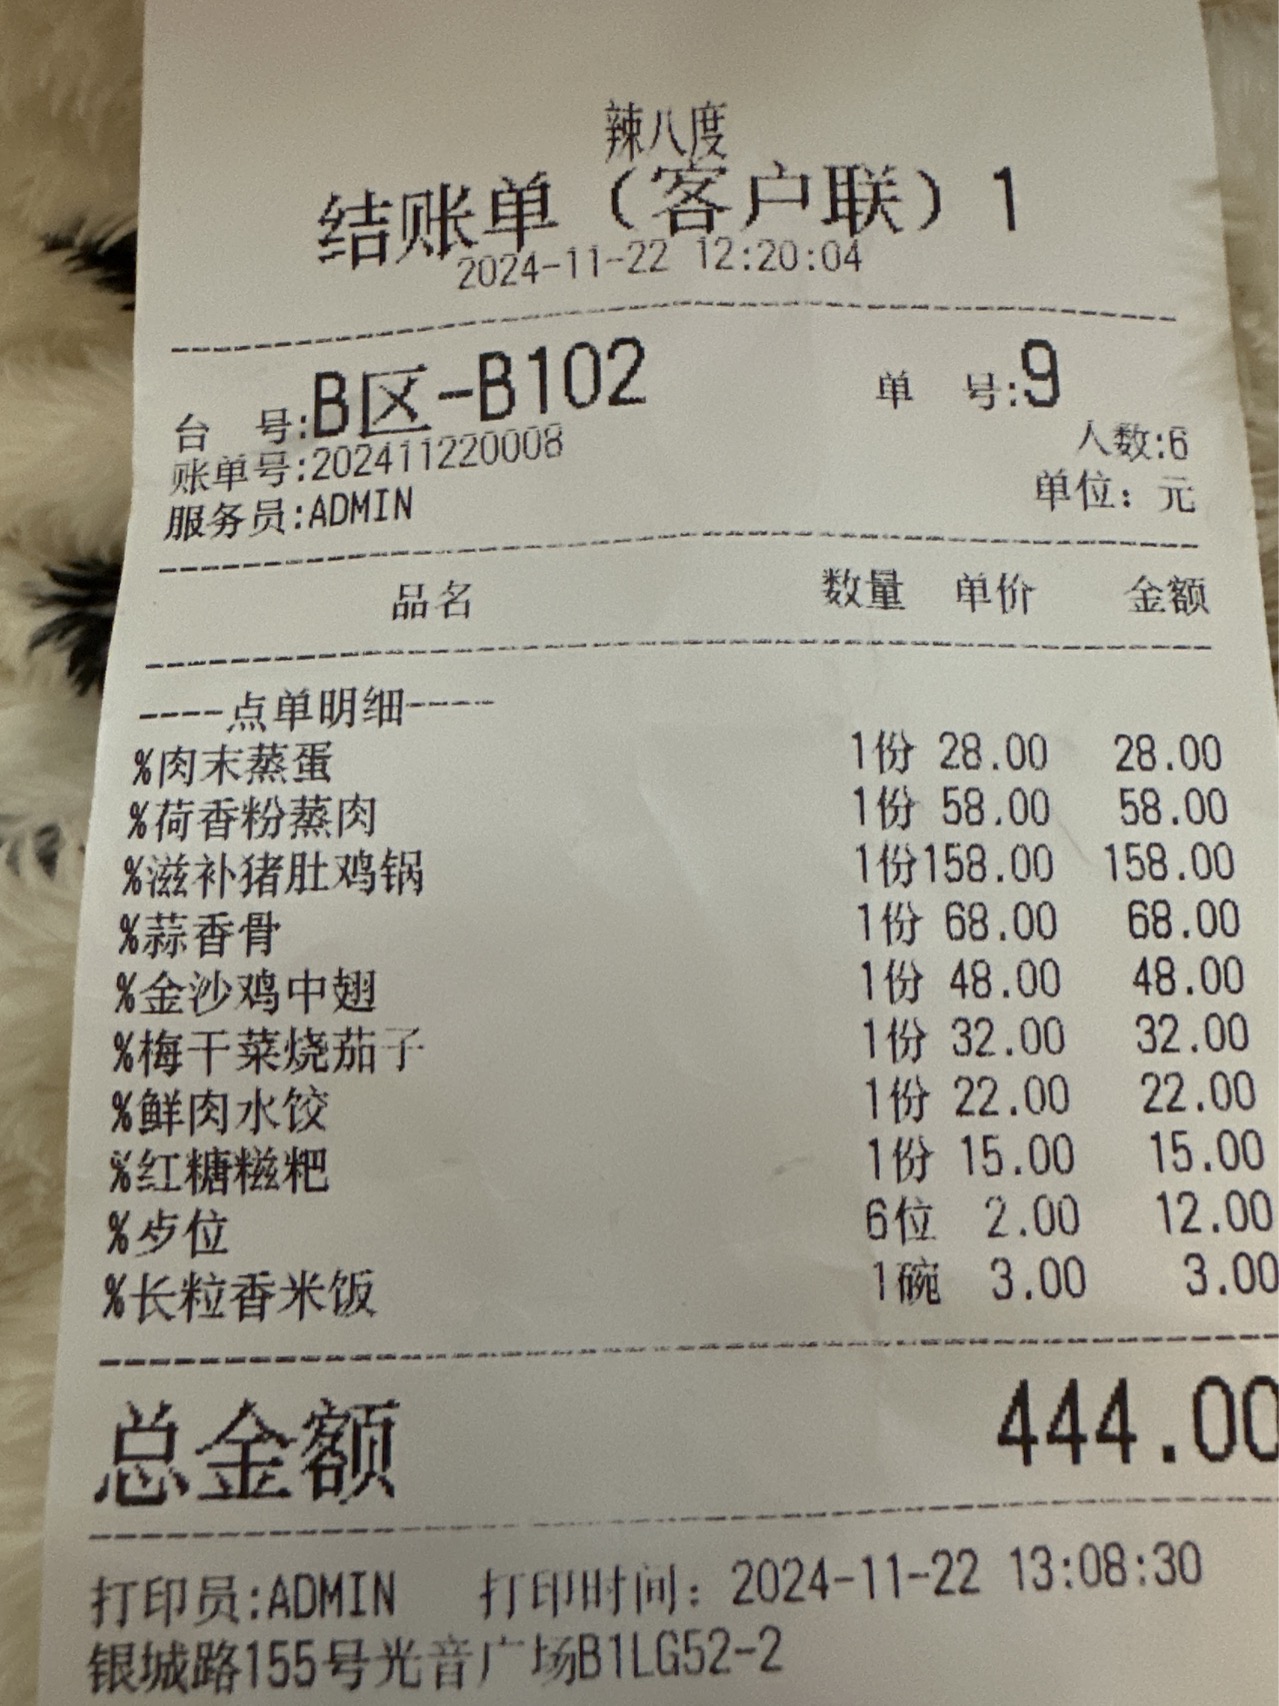 辣八度
结账单（客户联）1
2024-11-22 12:20:04
台 号:B区-B102 单 号:9
账单号:202411220008 人数:6
服务员:ADMIN 单位：元
品名 数量 单价 金额
----点单明细----
%肉末蒸蛋 1份 28.00 28.00
%荷香粉蒸肉 1份 58.00 58.00
%滋补猪肚鸡锅 1份158.00 158.00
%蒜香骨 1份 68.00 68.00
%金沙鸡中翅 1份 48.00 48.00
%梅干菜烧茄子 1份 32.00 32.00
%鲜肉水饺 1份 22.00 22.00
%红糖糍粑 1份 15.00 15.00
%歺位 6位 2.00 12.00
%长粒香米饭 1碗 3.00 3.00
总金额 444.00
打印员:ADMIN 打印时间：2024-11-22 13:08:30
银城路155号光音广场B1LG52-2